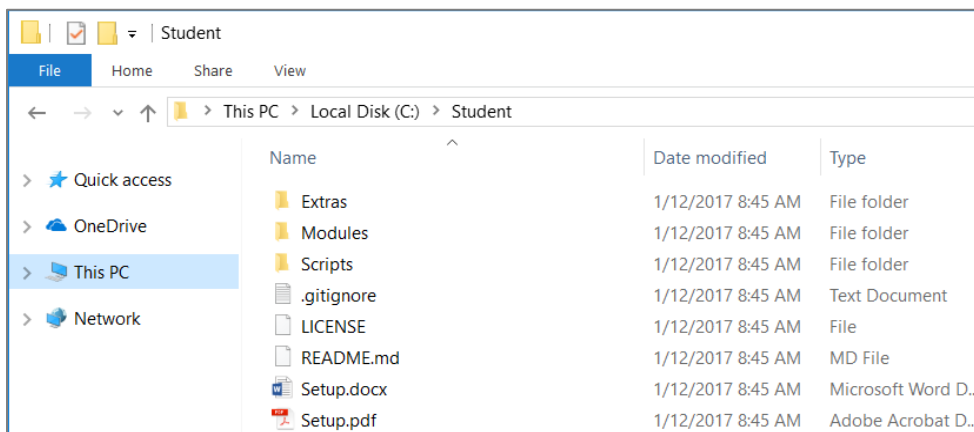 Student
File Home Share View
This PC > Local Disk (C:) > Student
Name Date modified Type
Quick access
OneDrive
This PC
Network
Extras 1/12/2017 8:45 AM File folder
Modules 1/12/2017 8:45 AM File folder
Scripts 1/12/2017 8:45 AM File folder
.gitignore 1/12/2017 8:45 AM Text Document
LICENSE 1/12/2017 8:45 AM File
README.md 1/12/2017 8:45 AM MD File
Setup.docx 1/12/2017 8:45 AM Microsoft Word D...
Setup.pdf 1/12/2017 8:45 AM Adobe Acrobat D...